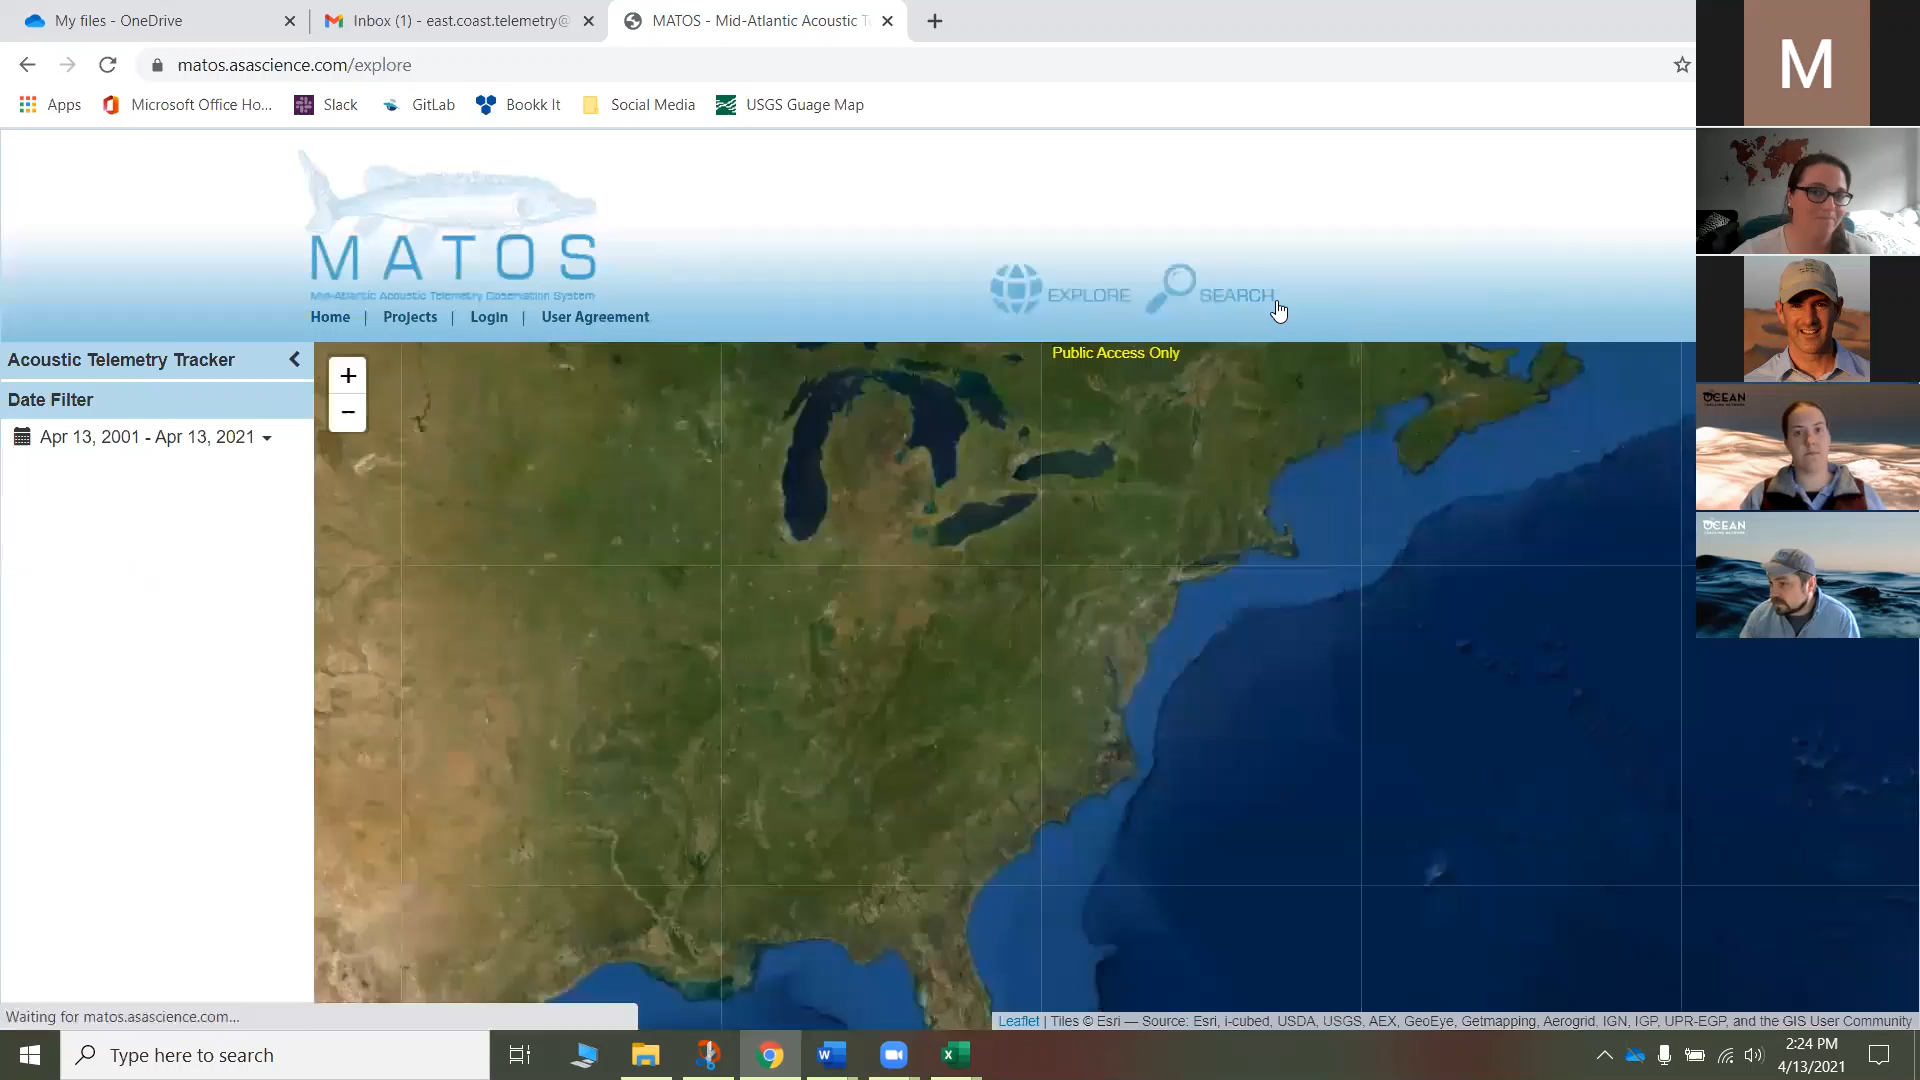 My files - OneDrive
Inbox (1) - east.coast.telemetry@
MATOS - Mid-Atlantic Acoustic T
matos.asascience.com/explore
Apps
Microsoft Office Ho...
Slack
GitLab
Bookk It
Social Media
USGS Guage Map
M
MATOS
Mid-Atlantic Acoustic Telemetry Observation System
EXPLORE
SEARCH
Home | Projects | Login | User Agreement
Acoustic Telemetry Tracker
Public Access Only
+
−
Date Filter
Apr 13, 2001 - Apr 13, 2021
OCEAN
TRACKING NETWORK
OCEAN
TRACKING NETWORK
Waiting for matos.asascience.com...
Leaflet | Tiles © Esri — Source: Esri, i-cubed, USDA, USGS, AEX, GeoEye, Getmapping, Aerogrid, IGN, IGP, UPR-EGP, and the GIS User Community
Type here to search
2:24 PM
4/13/2021